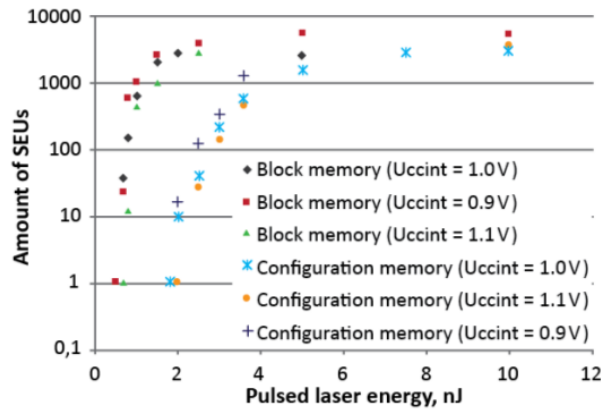 Amount of SEUs
10000
1000
100
10
1
0,1
Block memory (Uccint = 1.0 V)
Block memory (Uccint = 0.9 V)
Block memory (Uccint = 1.1 V)
Configuration memory (Uccint = 1.0 V)
Configuration memory (Uccint = 1.1 V)
Configuration memory (Uccint = 0.9 V)
0 2 4 6 8 10 12
Pulsed laser energy, nJ